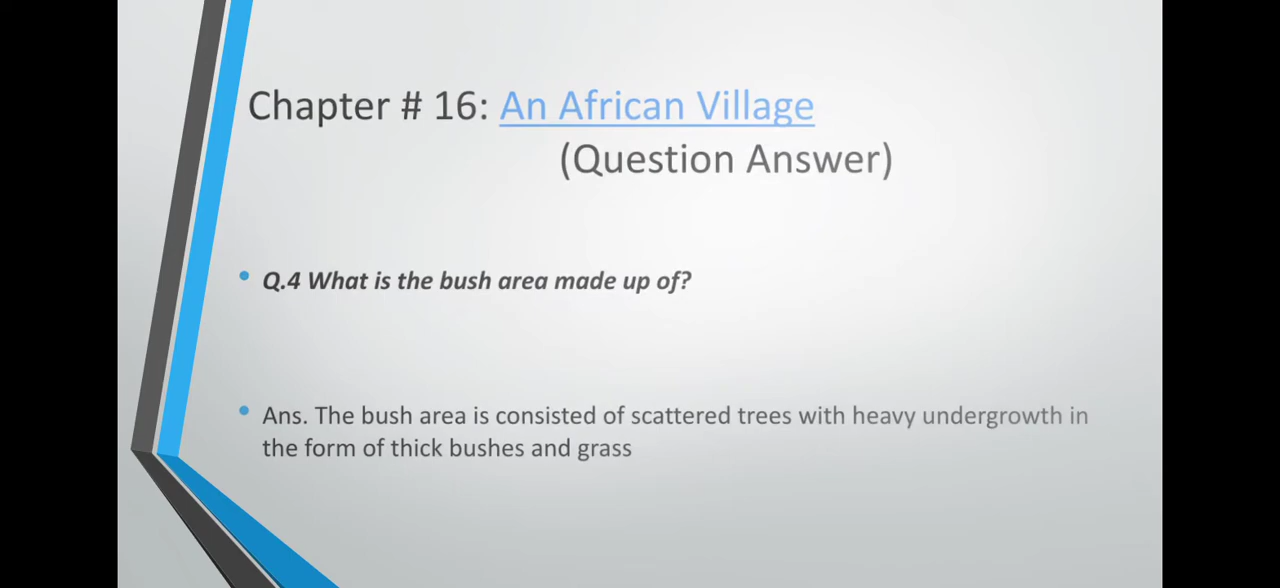 Chapter # 16: An African Village
(Question Answer)
• Q.4 What is the bush area made up of?
• Ans. The bush area is consisted of scattered trees with heavy undergrowth in
the form of thick bushes and grass